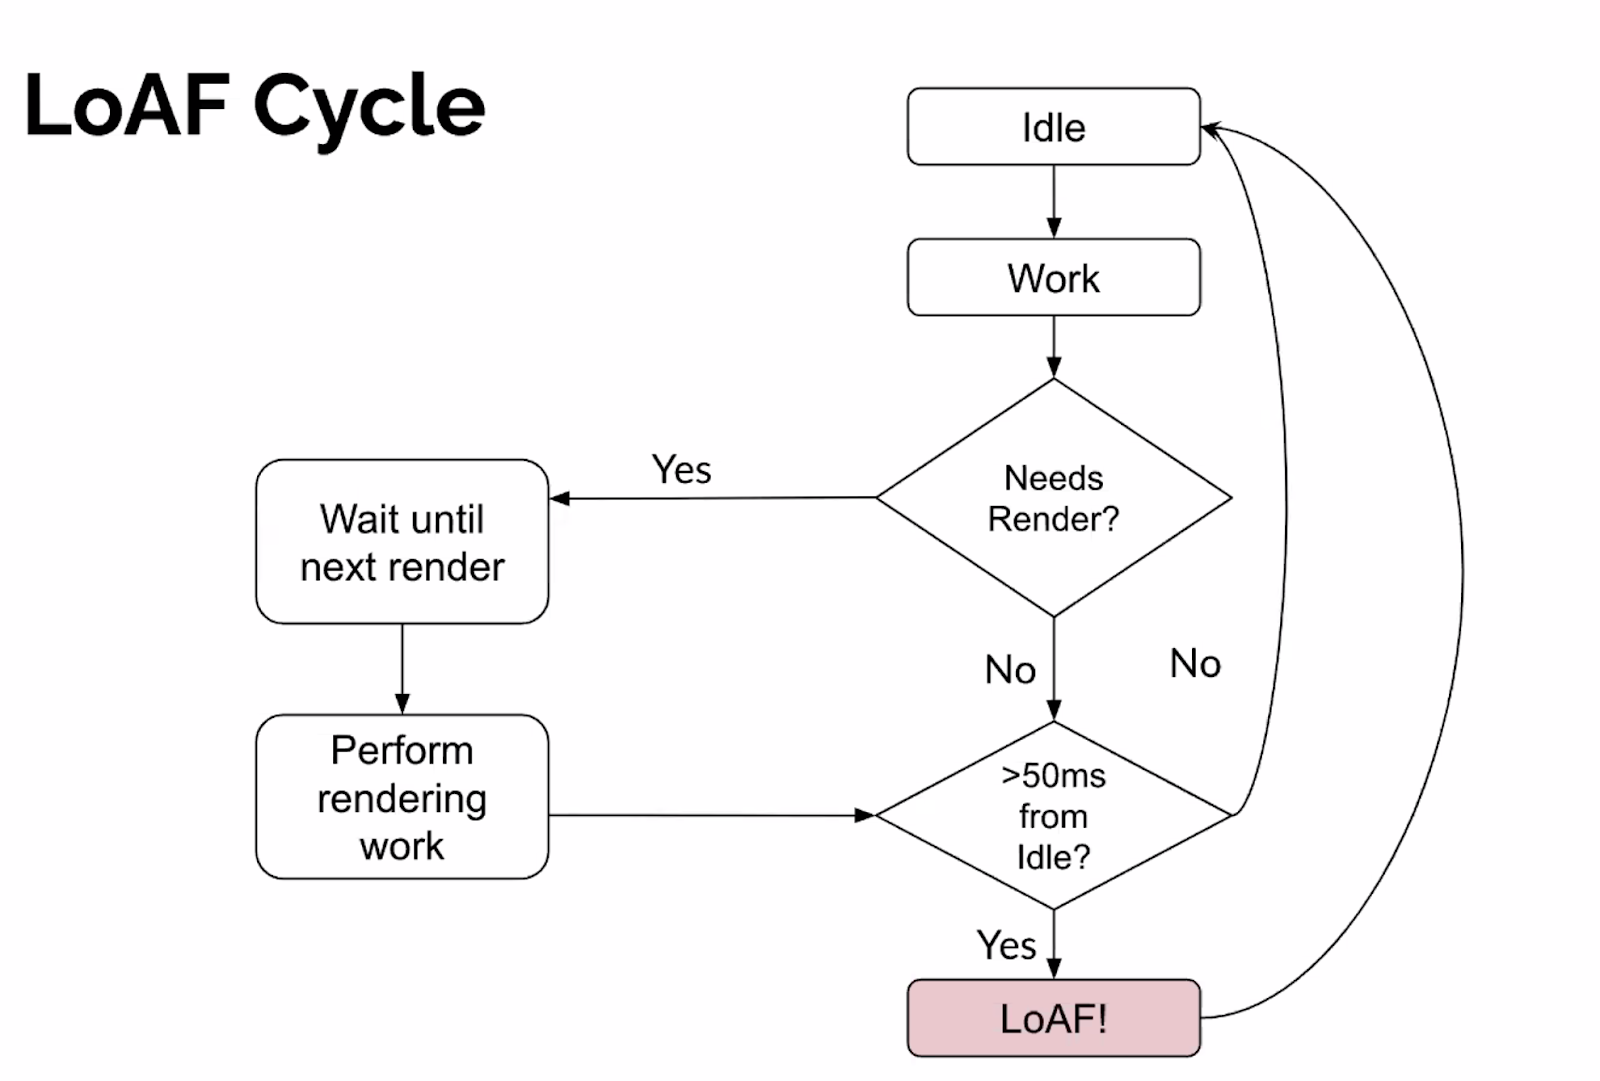 LoAF Cycle
Idle
Work
Needs
Render?
Yes
Wait until
next render
Perform
rendering
work
No
No
>50ms
from
Idle?
Yes
LoAF!